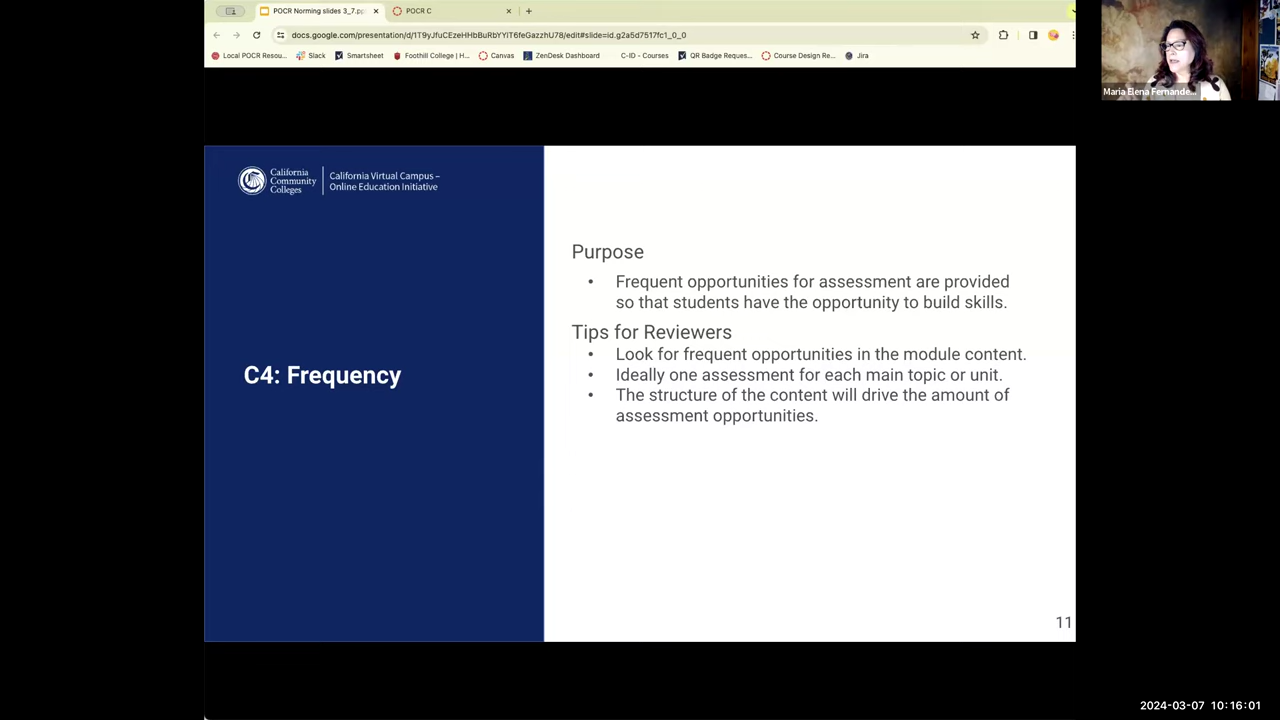 POCR Norming slides 3_7.pp
POCR C
docs.google.com/presentation/d/1T9yJfuCEzeHHbBuRbYYiT6feGazzhU78/edit#slide=id.g2a5d7517fc1_0_0
Local POCR Resou... Slack Smartsheet Foothill College | H... Canvas ZenDesk Dashboard C-ID - Courses QR Badge Reques... Course Design Re... Jira
Maria Elena Fernande...
California
Community
Colleges
California Virtual Campus –
Online Education Initiative
C4: Frequency
Purpose
• Frequent opportunities for assessment are provided
so that students have the opportunity to build skills.
Tips for Reviewers
• Look for frequent opportunities in the module content.
• Ideally one assessment for each main topic or unit.
• The structure of the content will drive the amount of
assessment opportunities.
11
2024-03-07 10:16:01